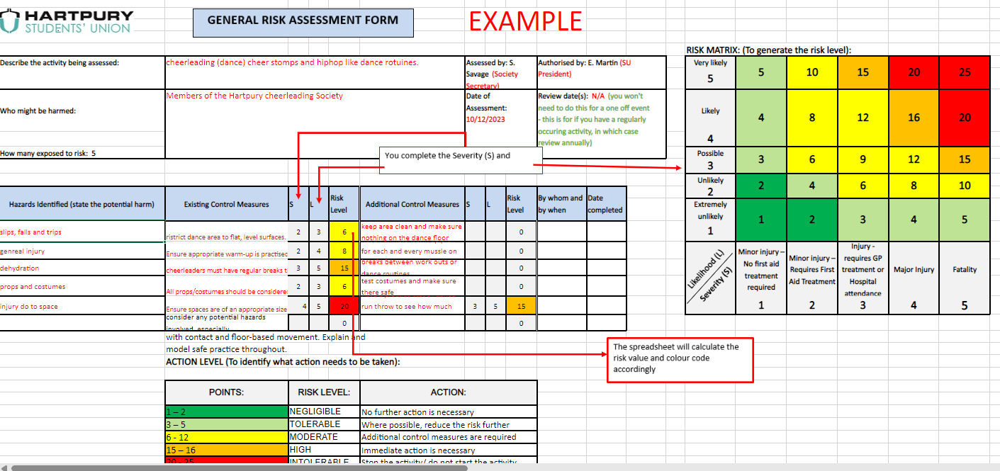 HARTPURY
STUDENTS' UNION
GENERAL RISK ASSESSMENT FORM
EXAMPLE
Describe the activity being assessed:
cheerleading (dance) cheer stomps and hiphop like dance rotuines.
Assessed by: S.
Savage (Society
Secretary)
Authorised by: E. Martin (SU
President)
Who might be harmed:
Members of the Hartpury cheerleading Society
Date of
Assessment:
10/12/2023
Review date(s): N/A (you won't
need to do this for a one off event
- this is for if you have a regularly
occuring activity, in which case
review annually)
How many exposed to risk: 5
You complete the Severity (S) and
Hazards Identified (state the potential harm)
Existing Control Measures
S
L
Risk
Level
Additional Control Measures
S
L
Risk
Level
By whom and
by when
Date
completed
slips, falls and trips
ristrict dance area to flat, level surfaces.
2
3
6
keep area clean and make sure
nothing on the dance floor
0
genreal injury
Ensure appropriate warm-up is practised
2
4
8
for each and every mussle on
0
dehydration
cheerleaders must have regular breaks t
3
5
15
breaks between work outs or
dance routines
0
props and costumes
All props/costumes should be considere
2
3
6
test costumes and make sure
there safe
0
injury do to space
Ensure spaces are of an appropriate size
4
5
20
run throw to see how much
3
5
15
consider any potential hazards
involved, especially
0
0
with contact and floor-based movement. Explain and
model safe practice throughout.
The spreadsheet will calculate the
risk value and colour code
accordingly
ACTION LEVEL (To identify what action needs to be taken):
POINTS:
RISK LEVEL:
ACTION:
1 – 2
NEGLIGIBLE
No further action is necessary
3 – 5
TOLERABLE
Where possible, reduce the risk further
6 - 12
MODERATE
Additional control measures are required
15 – 16
HIGH
Immediate action is necessary
20 - 25
INTOLERABLE
Stop the activity/ do not start the activity
RISK MATRIX: (To generate the risk level):
Very likely
5
5
10
15
20
25
Likely
4
4
8
12
16
20
Possible
3
3
6
9
12
15
Unlikely
2
2
4
6
8
10
Extremely
unlikely
1
1
2
3
4
5
Likelihood (L)
Severity (S)
Minor injury –
No first aid
treatment
required
1
Minor injury –
Requires First
Aid Treatment
2
Injury -
requires GP
treatment or
Hospital
attendance
3
Major Injury
4
Fatality
5